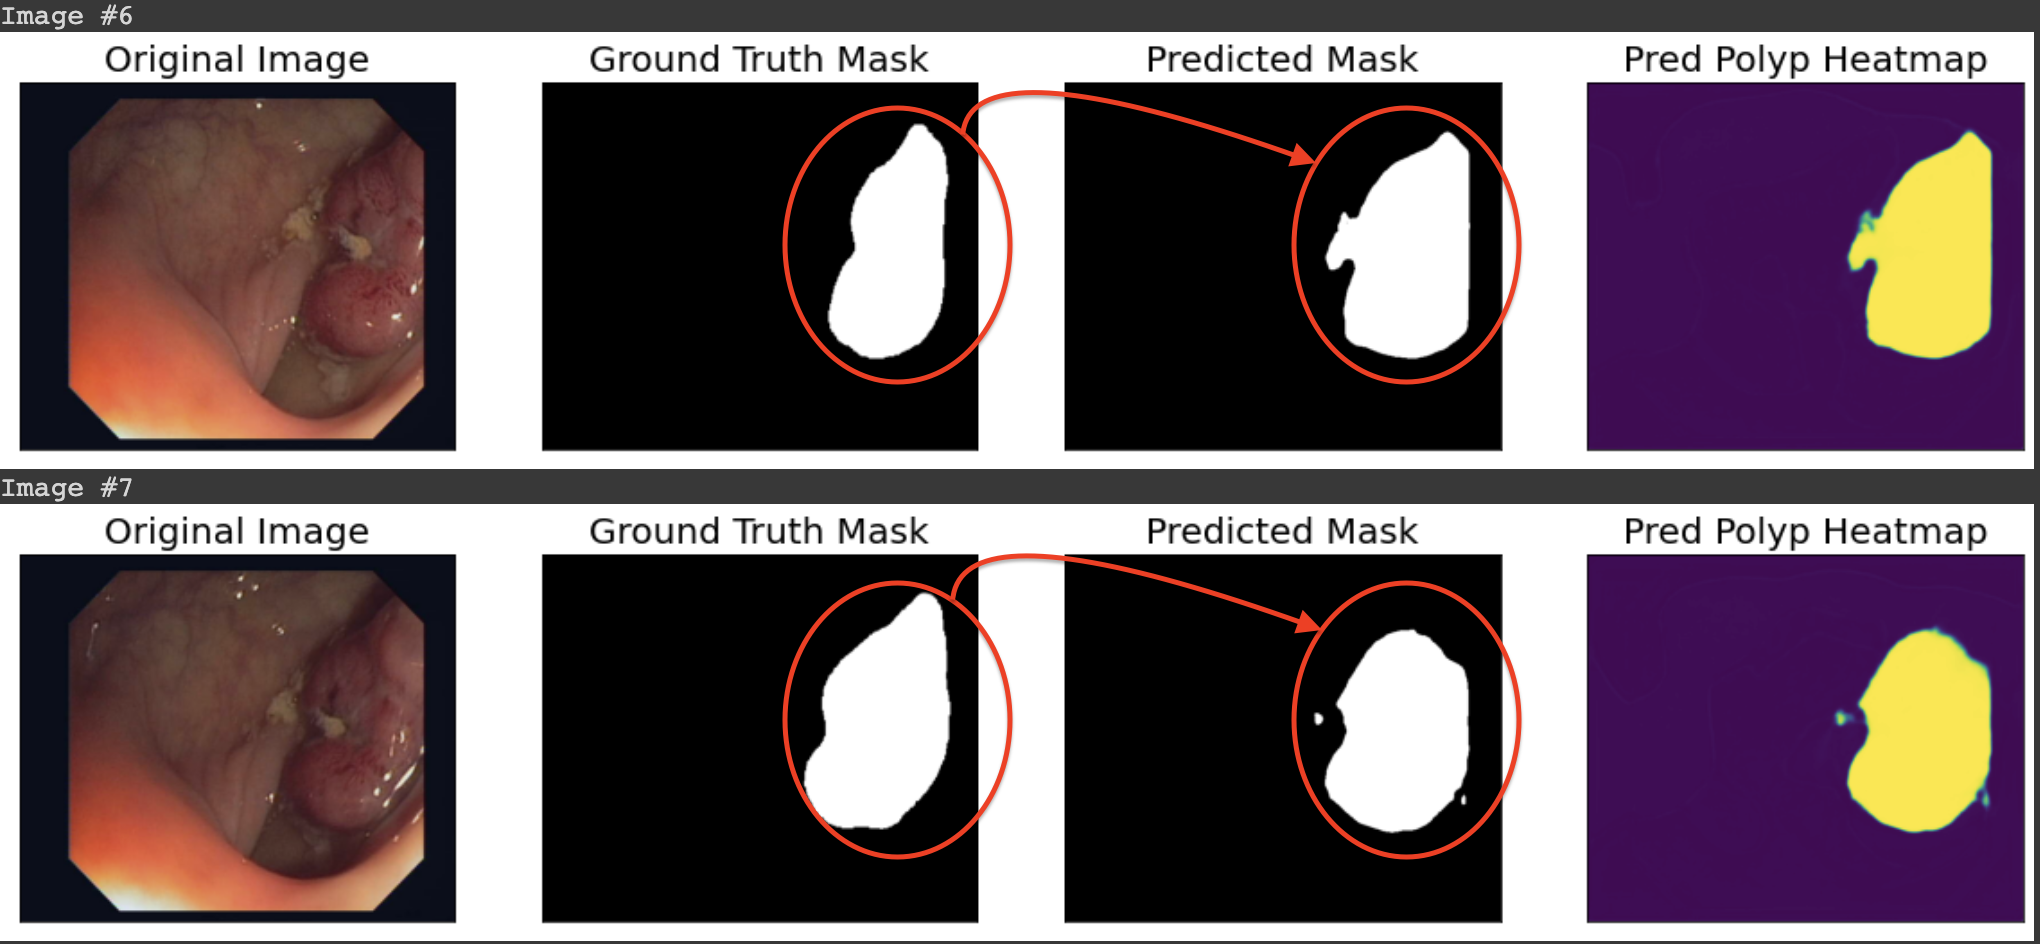 Image #6
Original Image
Ground Truth Mask
Predicted Mask
Pred Polyp Heatmap
Image #7
Original Image
Ground Truth Mask
Predicted Mask
Pred Polyp Heatmap